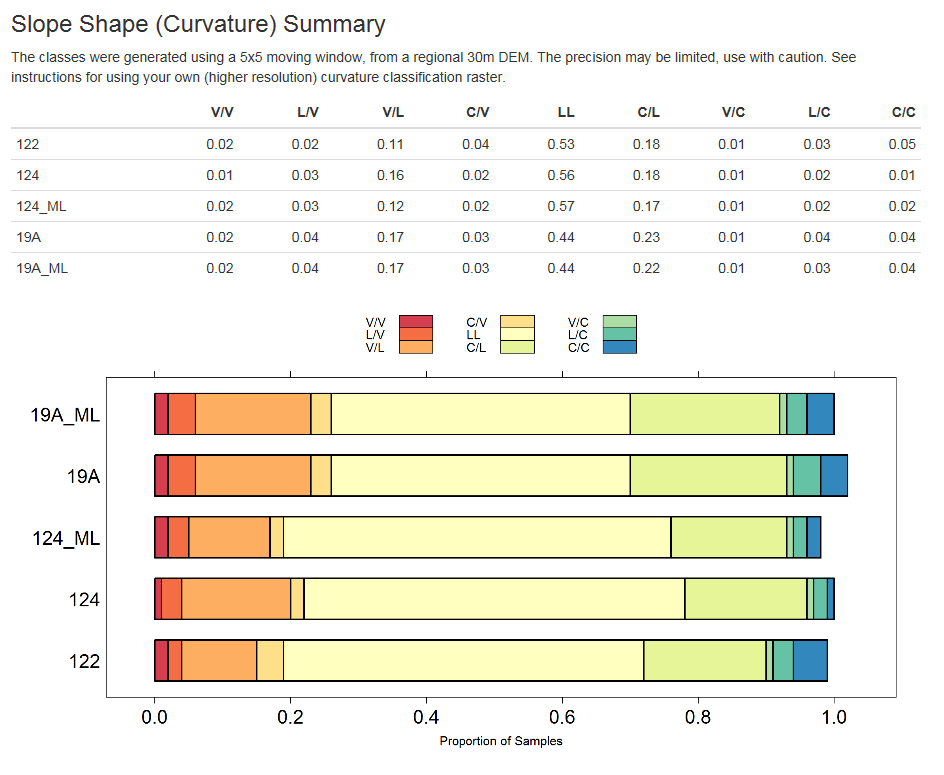 Slope Shape (Curvature) Summary
The classes were generated using a 5x5 moving window, from a regional 30m DEM. The precision may be limited, use with caution. See
instructions for using your own (higher resolution) curvature classification raster.
V/V L/V V/L C/V LL C/L V/C L/C C/C
122 0.02 0.02 0.11 0.04 0.53 0.18 0.01 0.03 0.05
124 0.01 0.03 0.16 0.02 0.56 0.18 0.01 0.02 0.01
124_ML 0.02 0.03 0.12 0.02 0.57 0.17 0.01 0.02 0.02
19A 0.02 0.04 0.17 0.03 0.44 0.23 0.01 0.04 0.04
19A_ML 0.02 0.04 0.17 0.03 0.44 0.22 0.01 0.03 0.04
V/V C/V V/C
L/V LL L/C
V/L C/L C/C
19A_ML
19A
124_ML
124
122
0.0 0.2 0.4 0.6 0.8 1.0
Proportion of Samples